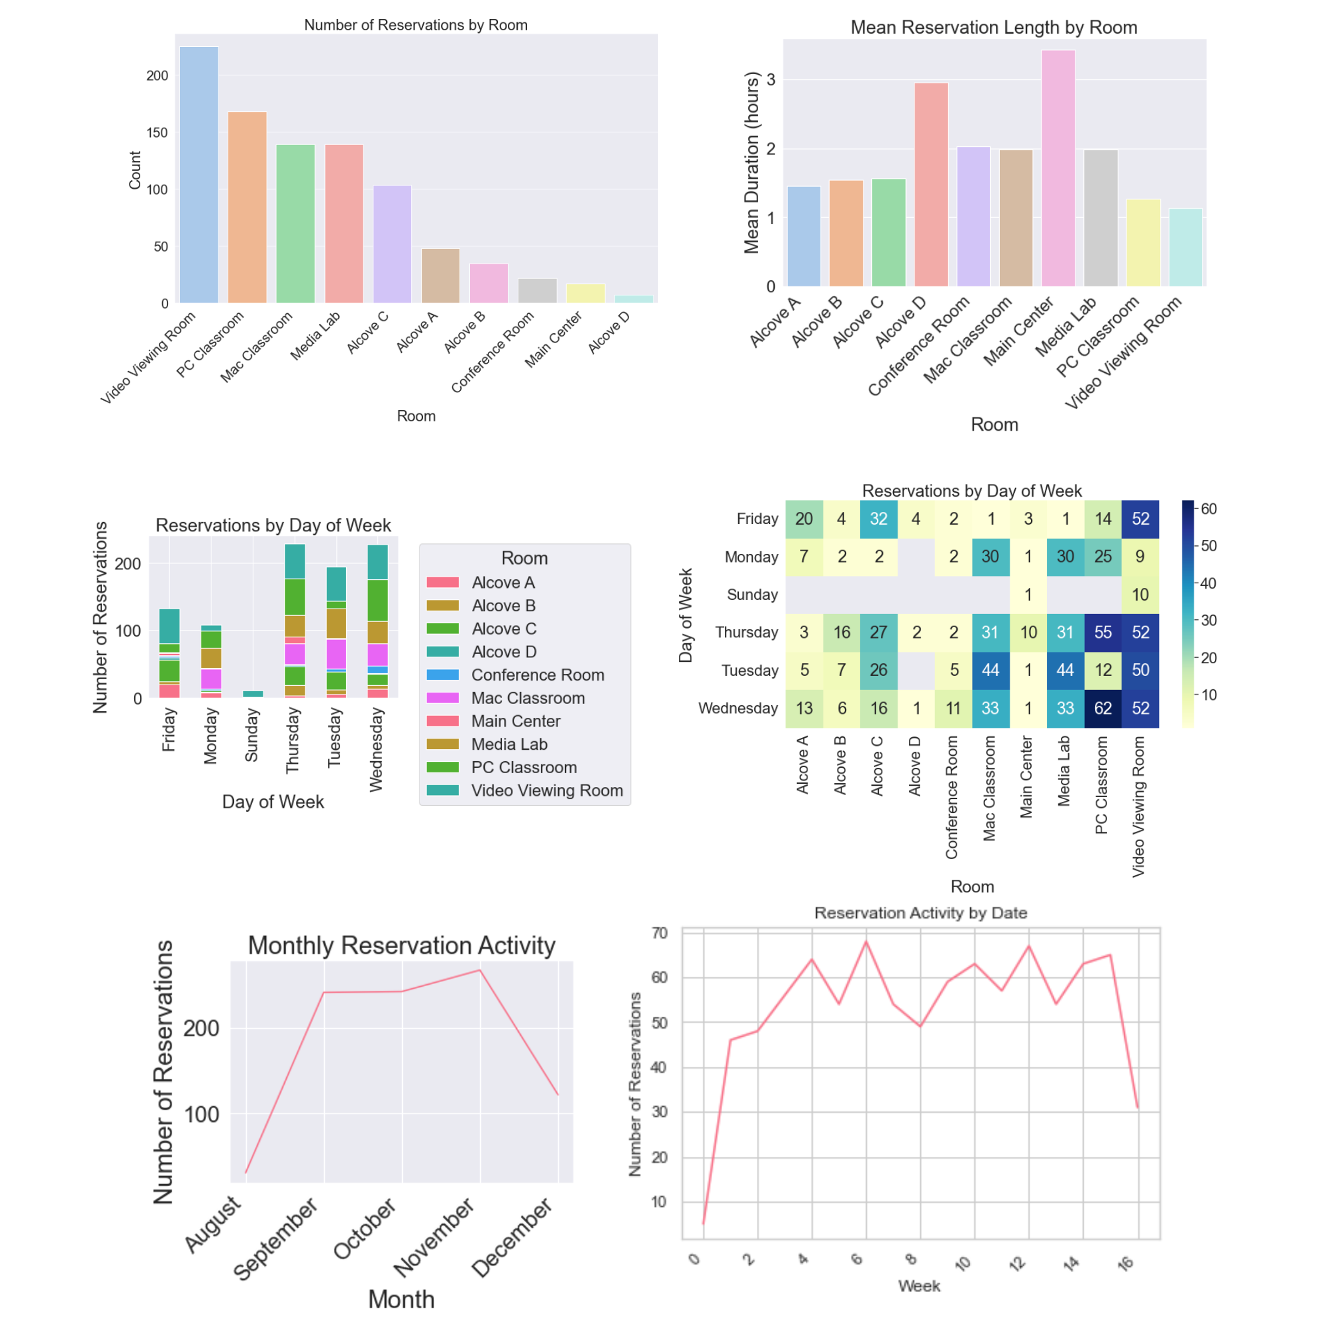 Number of Reservations by Room
Count
200
150
100
50
0
Video Viewing Room
PC Classroom
Mac Classroom
Media Lab
Alcove C
Alcove A
Alcove B
Conference Room
Main Center
Alcove D
Room
Mean Reservation Length by Room
Mean Duration (hours)
3
2
1
0
Alcove A
Alcove B
Alcove C
Alcove D
Conference Room
Mac Classroom
Main Center
Media Lab
PC Classroom
Video Viewing Room
Room
Reservations by Day of Week
Number of Reservations
200
100
0
Friday
Monday
Sunday
Thursday
Tuesday
Wednesday
Day of Week
Room
Alcove A
Alcove B
Alcove C
Alcove D
Conference Room
Mac Classroom
Main Center
Media Lab
PC Classroom
Video Viewing Room
Reservations by Day of Week
Day of Week
Friday 20 4 32 4 2 1 3 1 14 52
Monday 7 2 2 2 30 1 30 25 9
Sunday 1 10
Thursday 3 16 27 2 2 31 10 31 55 52
Tuesday 5 7 26 5 44 1 44 12 50
Wednesday 13 6 16 1 11 33 1 33 62 52
Alcove A
Alcove B
Alcove C
Alcove D
Conference Room
Mac Classroom
Main Center
Media Lab
PC Classroom
Video Viewing Room
Room
60
50
40
30
20
10
Monthly Reservation Activity
Number of Reservations
200
100
August
September
October
November
December
Month
Reservation Activity by Date
Number of Reservations
70
60
50
40
30
20
10
0
2
4
6
8
10
12
14
16
Week